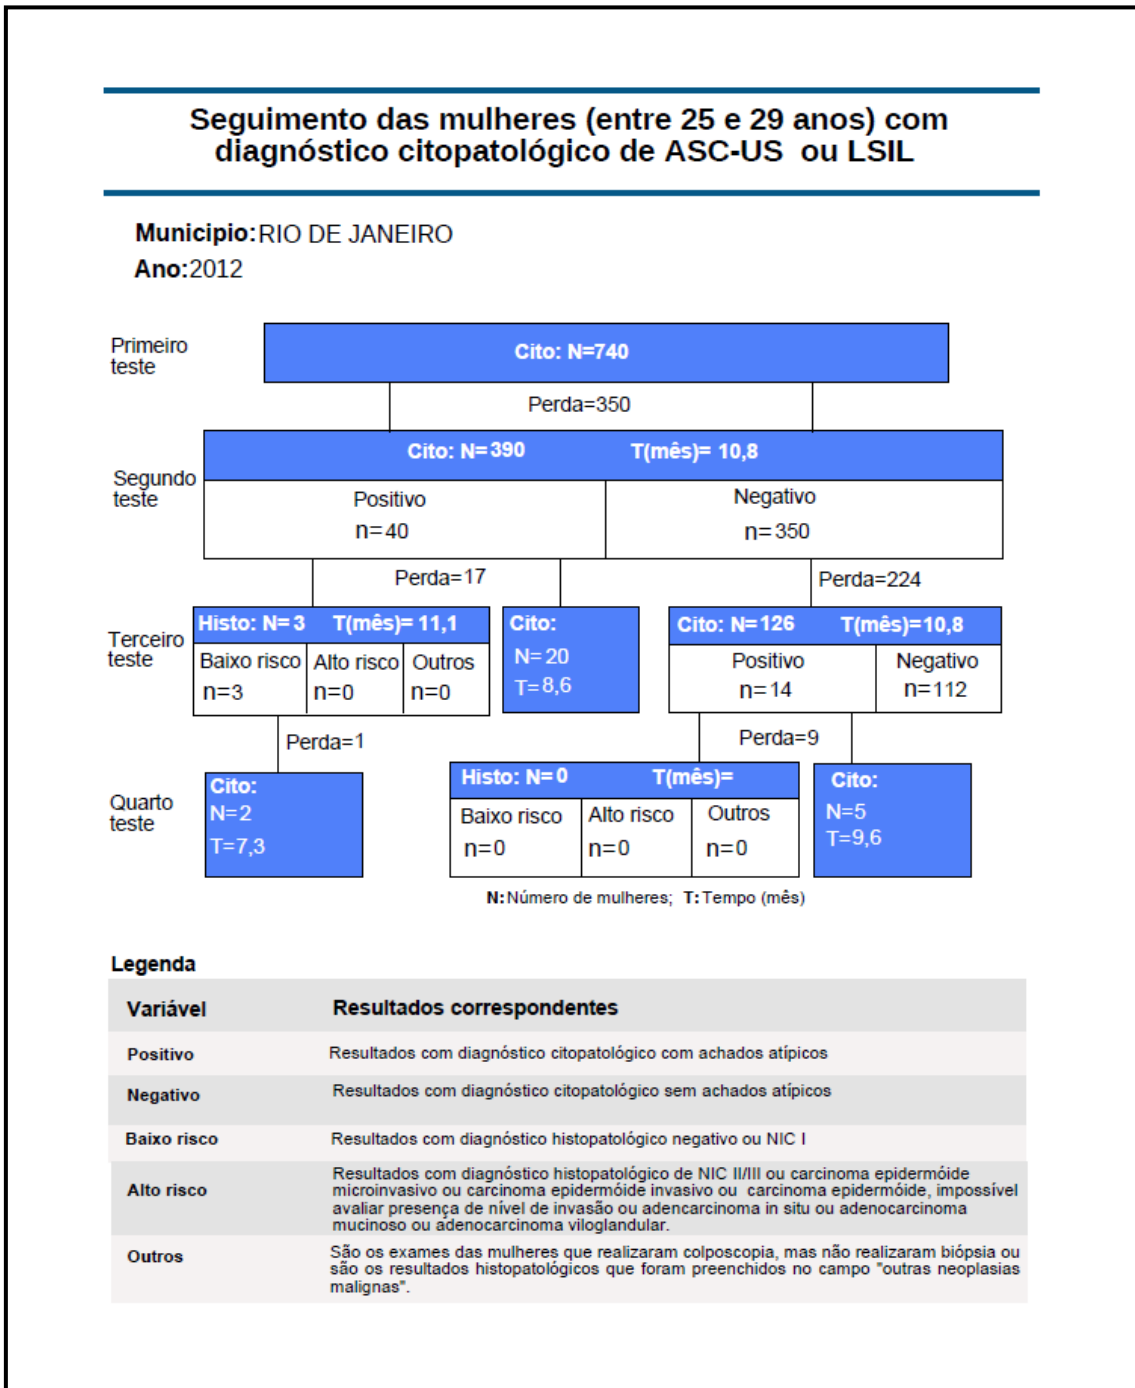 Seguimento das mulheres (entre 25 e 29 anos) com
diagnóstico citopatológico de ASC-US ou LSIL
Municipio: RIO DE JANEIRO
Ano: 2012
Primeiro
teste
Cito: N=740
Perda=350
Segundo
teste
Cito: N= 390 T(mês)= 10,8
Positivo
n= 40
Negativo
n= 350
Perda=17
Perda=224
Terceiro
teste
Histo: N= 3 T(mês)= 11,1
Baixo risco
n=3
Alto risco
n=0
Outros
n=0
Cito:
N= 20
T= 8,6
Cito: N=126 T(mês)=10,8
Positivo
n=14
Negativo
n=112
Perda=1
Perda=9
Quarto
teste
Cito:
N=2
T=7,3
Histo: N= 0 T(mês)=
Baixo risco
n=0
Alto risco
n=0
Outros
n=0
Cito:
N=5
T=9,6
N: Número de mulheres; T: Tempo (mês)
Legenda
Variável Resultados correspondentes
Positivo Resultados com diagnóstico citopatológico com achados atípicos
Negativo Resultados com diagnóstico citopatológico sem achados atípicos
Baixo risco Resultados com diagnóstico histopatológico negativo ou NIC I
Alto risco
Resultados com diagnóstico histopatológico de NIC II/III ou carcinoma epidermóide
microinvasivo ou carcinoma epidermóide invasivo ou carcinoma epidermóide, impossível
avaliar presença de nível de invasão ou adencarcinoma in situ ou adenocarcinoma
mucinoso ou adenocarcinoma viloglandular.
Outros
São os exames das mulheres que realizaram colposcopia, mas não realizaram biópsia ou
são os resultados histopatológicos que foram preenchidos no campo "outras neoplasias
malignas".